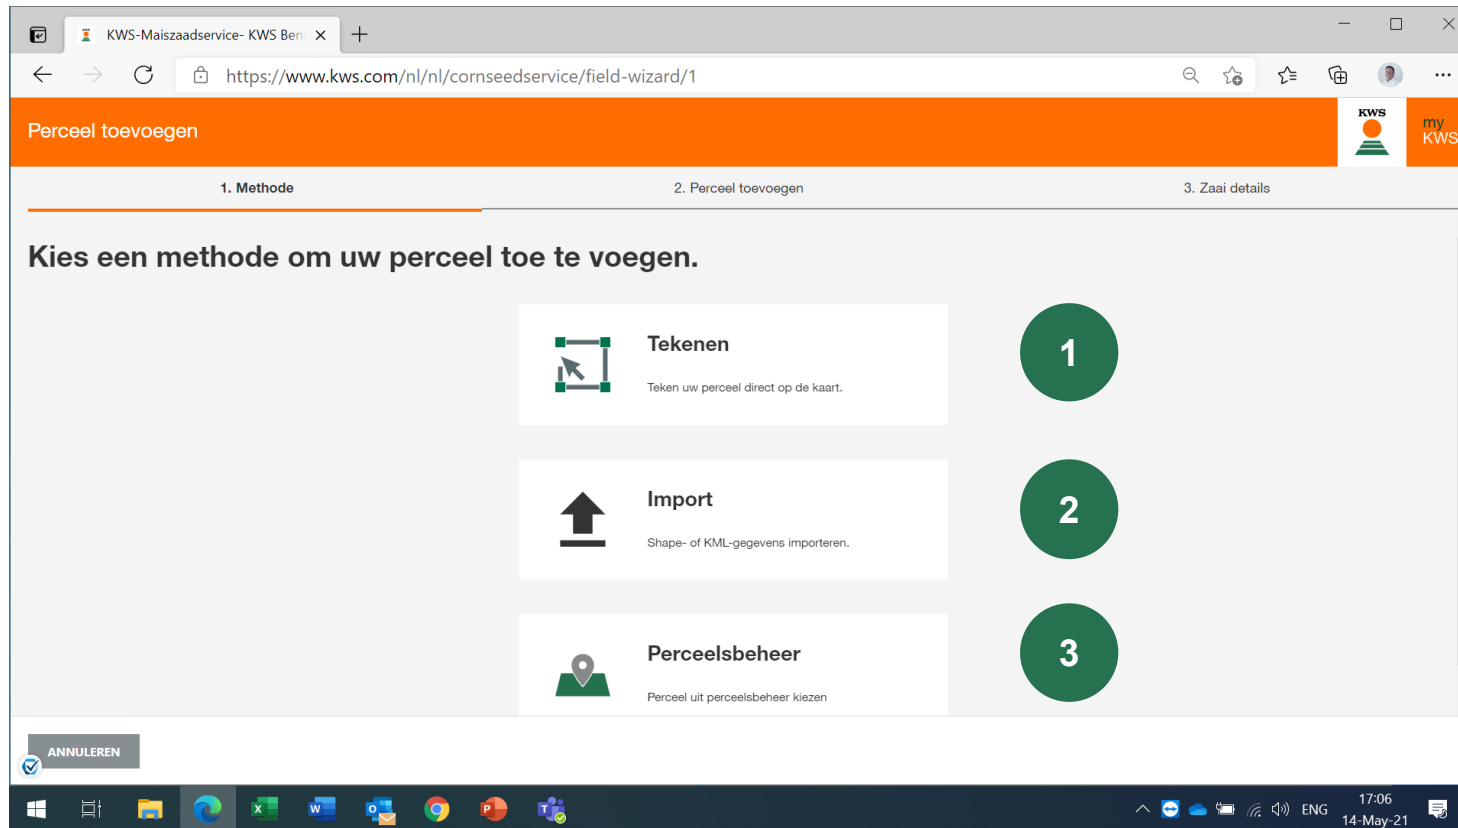 KWS-Maiszaadservice- KWS Ben
https://www.kws.com/nl/nl/cornseedservice/field-wizard/1
Perceel toevoegen
KWS
my
KWS
1. Methode
2. Perceel toevoegen
3. Zaai details
Kies een methode om uw perceel toe te voegen.
Tekenen
Teken uw perceel direct op de kaart.
1
Import
Shape- of KML-gegevens importeren.
2
Perceelsbeheer
Perceel uit perceelsbeheer kiezen
3
ANNULEREN
ENG
17:06
14-May-21